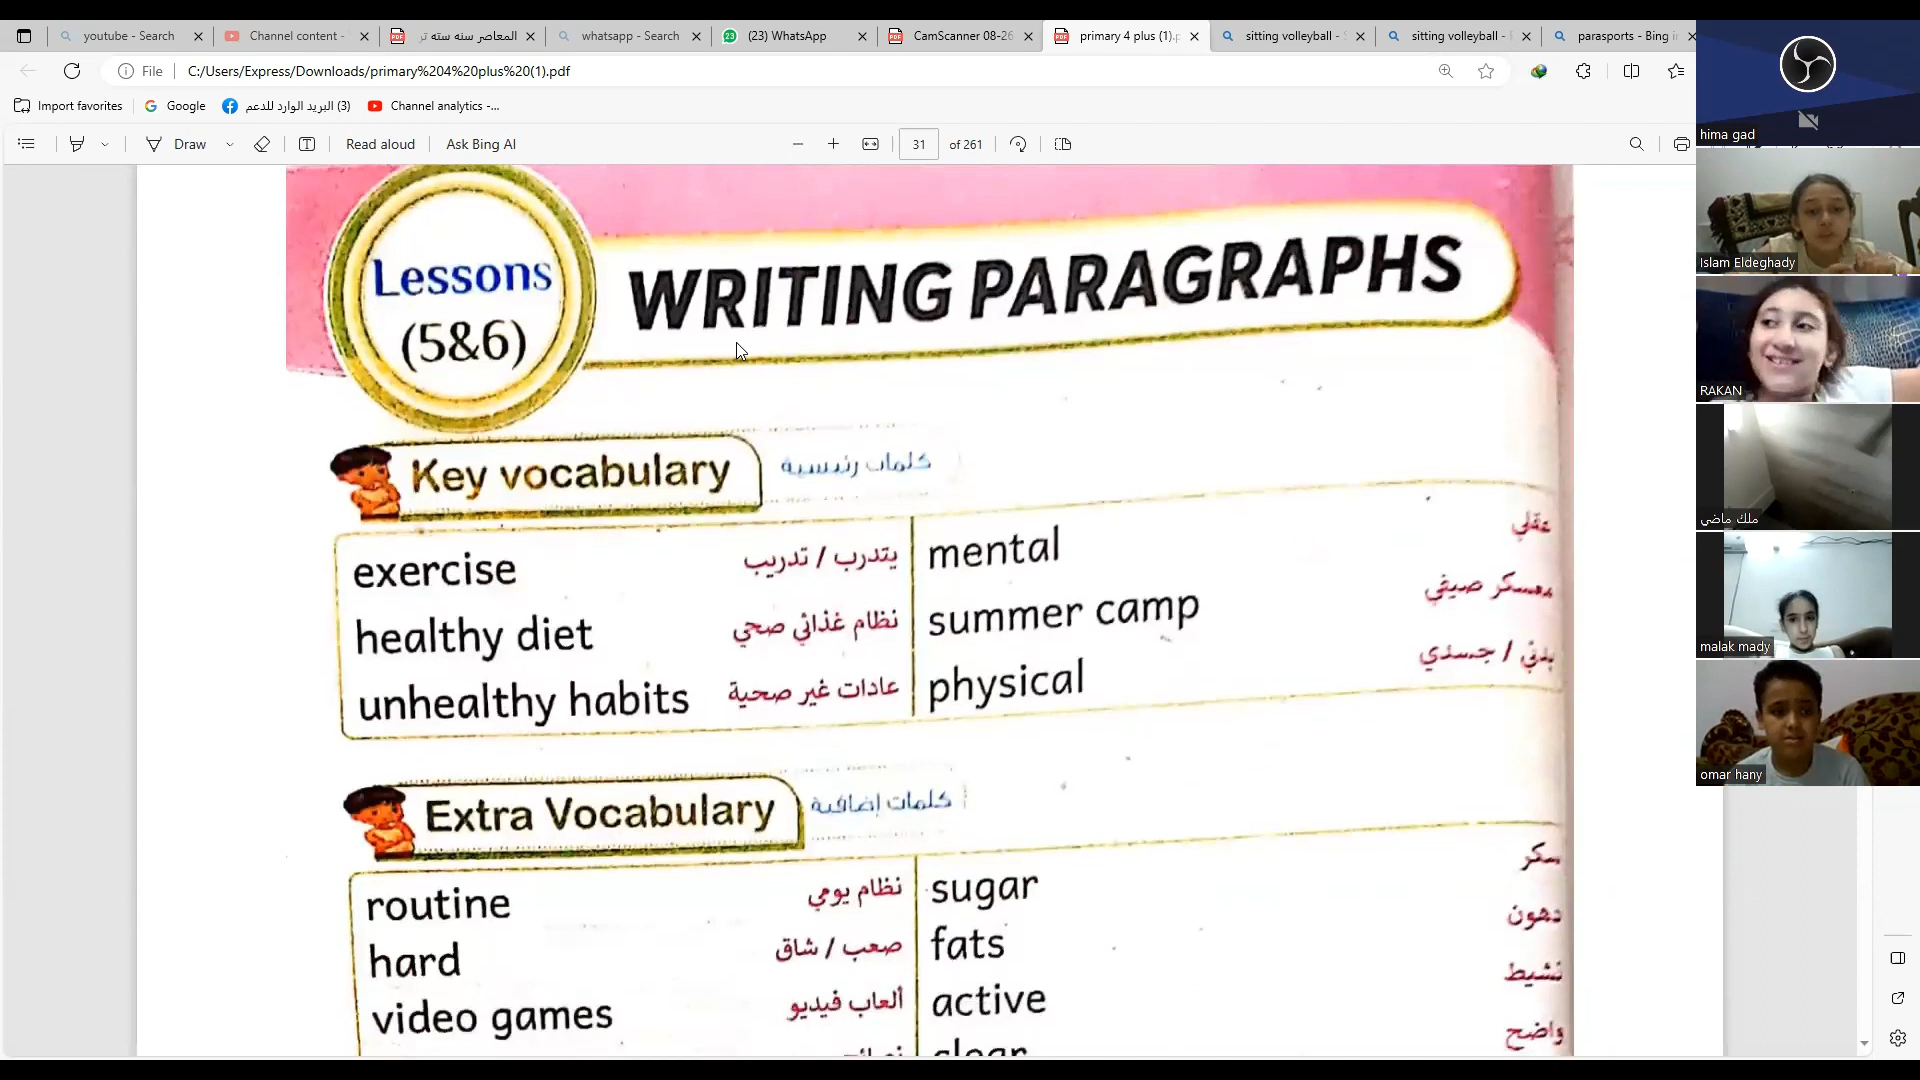 youtube - Search
Channel content -
المعاصر سنه سته تر
whatsapp - Search
(23) WhatsApp
CamScanner 08-26
primary 4 plus (1).p
sitting volleyball -
sitting volleyball -
parasports - Bing i
File
C:/Users/Express/Downloads/primary%204%20plus%20(1).pdf
Import favorites
Google
(3) البريد الوارد للدعم
Channel analytics -...
Draw
Read aloud
Ask Bing AI
31
of 261
hima gad
Islam Eldeghady
RAKAN
ملك ماضي
malak mady
omar hany
Lessons
(5&6)
WRITING PARAGRAPHS
Key vocabulary
كلمات رئيسية
exercise يتدرب / تدريب
mental عقلي
healthy diet نظام غذائي صحي
summer camp معسكر صيفي
unhealthy habits عادات غير صحية
physical بدني / جسدي
Extra Vocabulary
كلمات إضافية
routine نظام يومي
sugar سكر
hard صعب / شاق
fats دهون
video games ألعاب فيديو
active نشيط
clear واضح